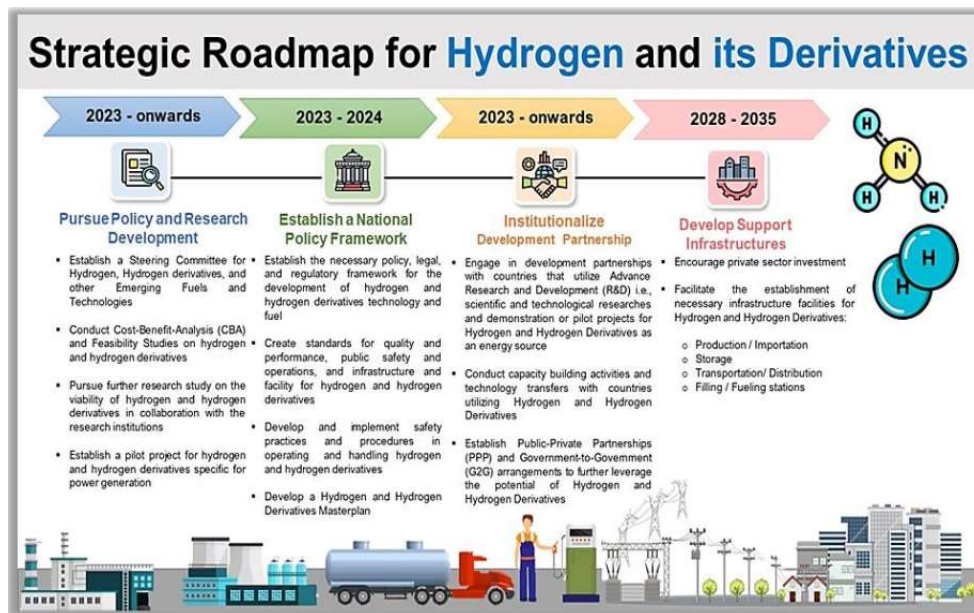 Strategic Roadmap for Hydrogen and its Derivatives
2023 - onwards
2023 - 2024
2023 - onwards
2028 - 2035
Pursue Policy and Research
Development
▪ Establish a Steering Committee for
Hydrogen, Hydrogen derivatives, and
other Emerging Fuels and
Technologies
▪ Conduct Cost-Benefit-Analysis (CBA)
and Feasibility Studies on hydrogen
and hydrogen derivatives
▪ Pursue further research study on the
viability of hydrogen and hydrogen
derivatives in collaboration with the
research institutions
▪ Establish a pilot project for hydrogen
and hydrogen derivatives specific for
power generation
Establish a National
Policy Framework
▪ Establish the necessary policy, legal,
and regulatory framework for the
development of hydrogen and
hydrogen derivatives technology and
fuel
▪ Create standards for quality and
performance, public safety and
operations, and infrastructure and
facility for hydrogen and hydrogen
derivatives
▪ Develop and implement safety
practices and procedures in
operating and handling hydrogen
and hydrogen derivatives
▪ Develop a Hydrogen and Hydrogen
Derivatives Masterplan
Institutionalize
Development Partnership
▪ Engage in development partnerships
with countries that utilize Advance
Research and Development (R&D) i.e.,
scientific and technological researches
and demonstration or pilot projects for
Hydrogen and Hydrogen Derivatives as
an energy source
▪ Conduct capacity building activities and
technology transfers with countries
utilizing Hydrogen and Hydrogen
Derivatives
▪ Establish Public-Private Partnerships
(PPP) and Government-to-Government
(G2G) arrangements to further leverage
the potential of Hydrogen and
Hydrogen Derivatives
Develop Support
Infrastructures
▪ Encourage private sector investment
▪ Facilitate the establishment of
necessary infrastructure facilities for
Hydrogen and Hydrogen Derivatives:
o Production / Importation
o Storage
o Transportation/ Distribution
o Filling / Fueling stations
H
N
H
H
H
H